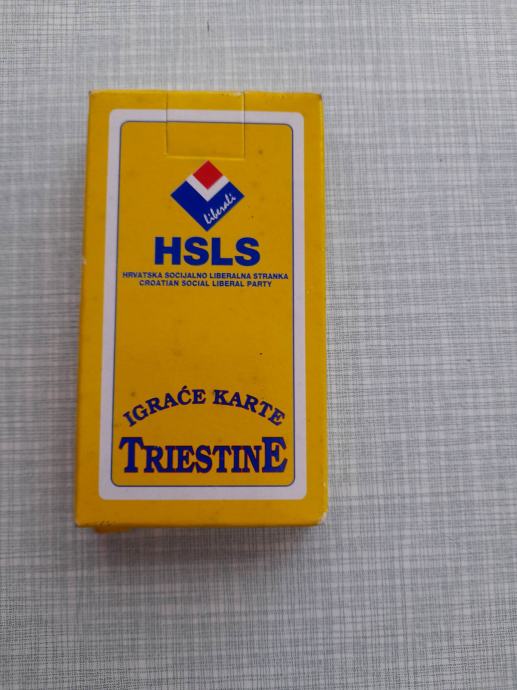 liberali
HSLS
HRVATSKA SOCIJALNO LIBERALNA STRANKA
CROATIAN SOCIAL LIBERAL PARTY
IGRAĆE KARTE
TRIESTINE